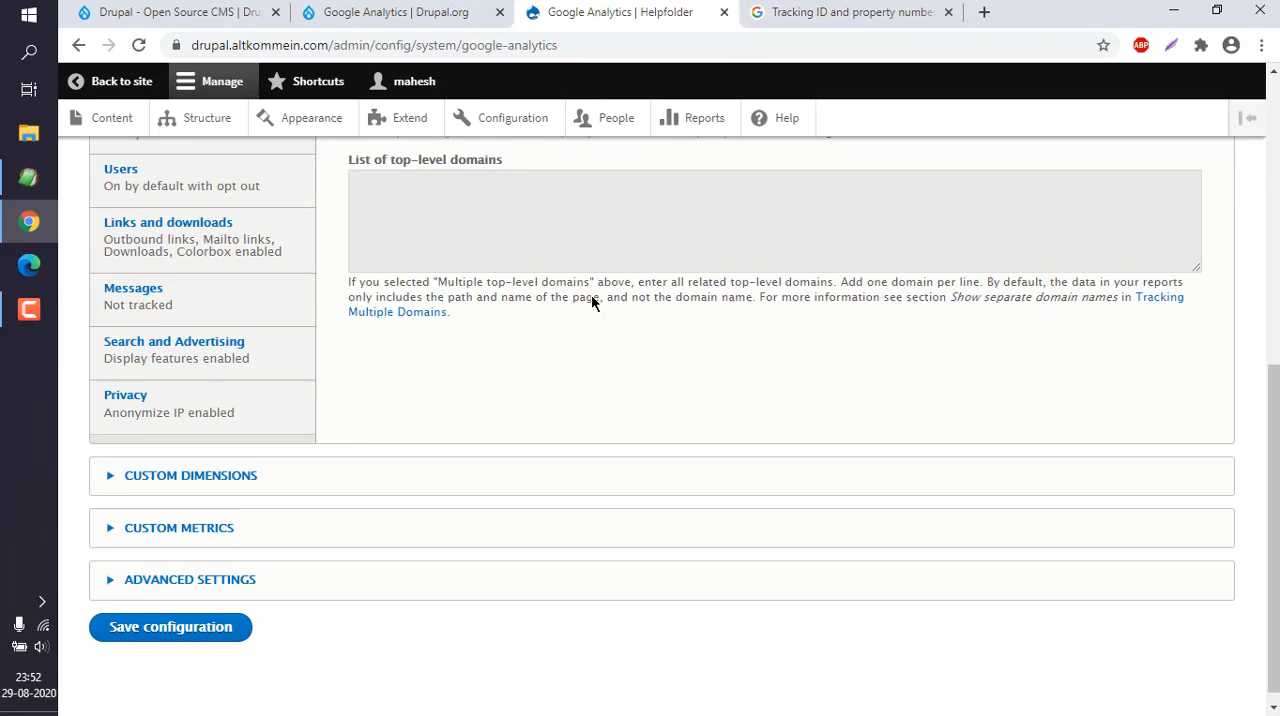 Drupal - Open Source CMS | Dru
Google Analytics | Drupal.org
Google Analytics | Helpfolder
Tracking ID and property numbe
drupal.altkommein.com/admin/config/system/google-analytics
ABP
Back to site
Manage
Shortcuts
mahesh
Content
Structure
Appearance
Extend
Configuration
People
Reports
Help
Users
On by default with opt out
Links and downloads
Outbound links, Mailto links,
Downloads, Colorbox enabled
Messages
Not tracked
Search and Advertising
Display features enabled
Privacy
Anonymize IP enabled
List of top-level domains
If you selected "Multiple top-level domains" above, enter all related top-level domains. Add one domain per line. By default, the data in your reports
only includes the path and name of the page, and not the domain name. For more information see section Show separate domain names in Tracking
Multiple Domains.
CUSTOM DIMENSIONS
CUSTOM METRICS
ADVANCED SETTINGS
Save configuration
23:52
29-08-2020